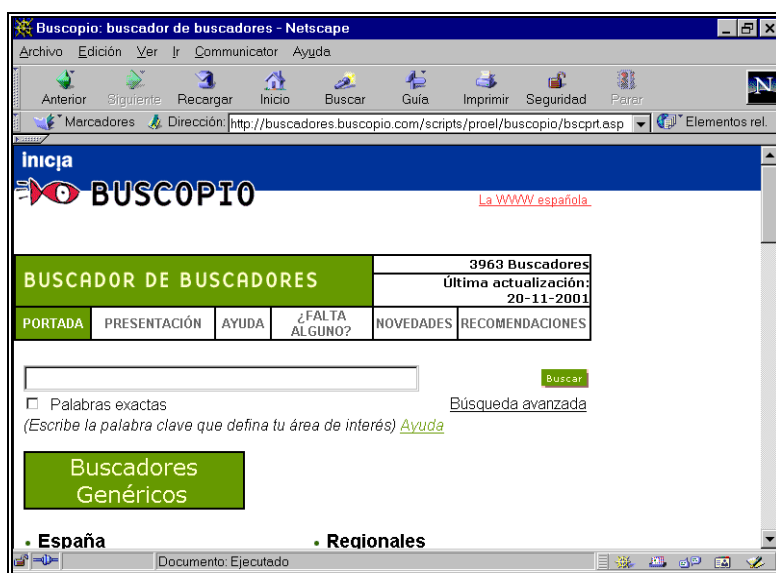 Buscopio: buscador de buscadores - Netscape
Archivo Edición Ver Ir Communicator Ayuda
Anterior Siguiente Recargar Inicio Buscar Guía Imprimir Seguridad Parar
N
Marcadores Dirección: http://buscadores.buscopio.com/scripts/proel/buscopio/bscprt.asp Elementos rel.
inicia
BUSCOPIO
La WWW española
BUSCADOR DE BUSCADORES
3963 Buscadores
Última actualización:
20-11-2001
PORTADA PRESENTACIÓN AYUDA ¿FALTA ALGUNO? NOVEDADES RECOMENDACIONES
Buscar
Palabras exactas Búsqueda avanzada
(Escribe la palabra clave que defina tu área de interés) Ayuda
Buscadores
Genéricos
• España • Regionales
Documento: Ejecutado